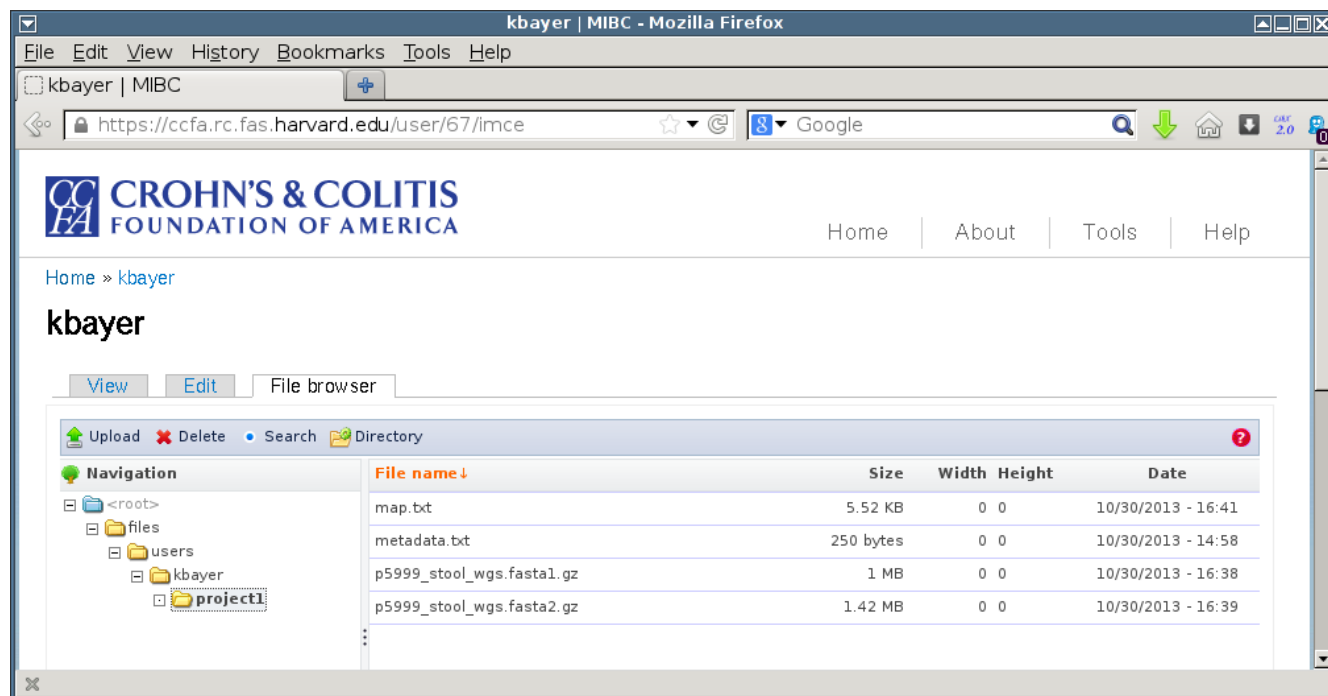 kbayer | MIBC - Mozilla Firefox
File Edit View History Bookmarks Tools Help
kbayer | MIBC
https://ccfa.rc.fas.harvard.edu/user/67/imce Google
CCFA CROHN'S & COLITIS
FOUNDATION OF AMERICA
Home About Tools Help
Home » kbayer
kbayer
View Edit File browser
Upload Delete Search Directory
Navigation File name↓ Size Width Height Date
<root> map.txt 5.52 KB 0 0 10/30/2013 - 16:41
files metadata.txt 250 bytes 0 0 10/30/2013 - 14:58
users
kbayer p5999_stool_wgs.fasta1.gz 1 MB 0 0 10/30/2013 - 16:38
project1 p5999_stool_wgs.fasta2.gz 1.42 MB 0 0 10/30/2013 - 16:39